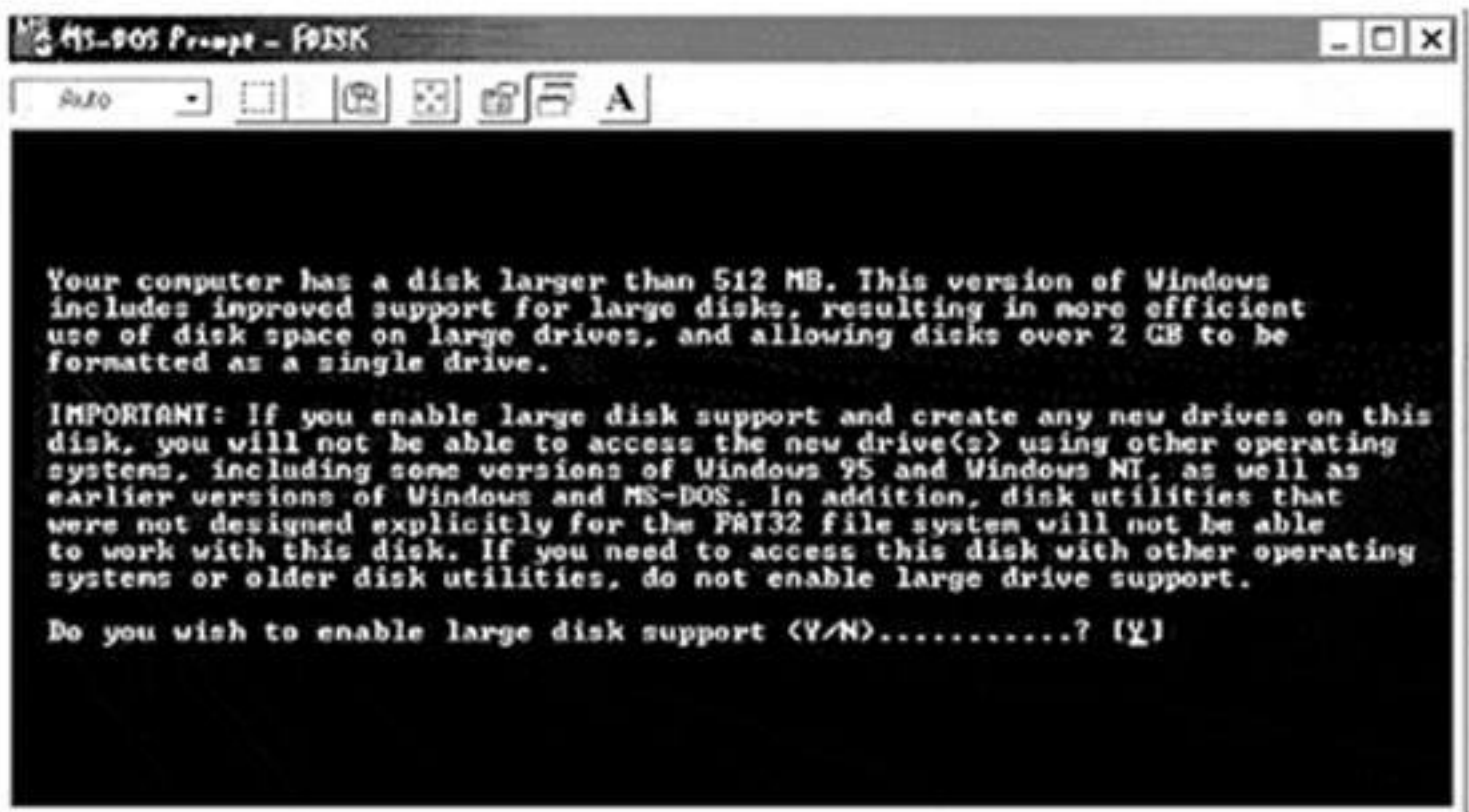 MS-DOS Prompt - FDISK
Auto
A
Your computer has a disk larger than 512 MB. This version of Windows
includes improved support for large disks, resulting in more efficient
use of disk space on large drives, and allowing disks over 2 GB to be
formatted as a single drive.
IMPORTANT: If you enable large disk support and create any new drives on this
disk, you will not be able to access the new drive(s) using other operating
systems, including some versions of Windows 95 and Windows NT, as well as
earlier versions of Windows and MS-DOS. In addition, disk utilities that
were not designed explicitly for the FAT32 file system will not be able
to work with this disk. If you need to access this disk with other operating
systems or older disk utilities, do not enable large drive support.
Do you wish to enable large disk support (Y/N)...........? [Y]